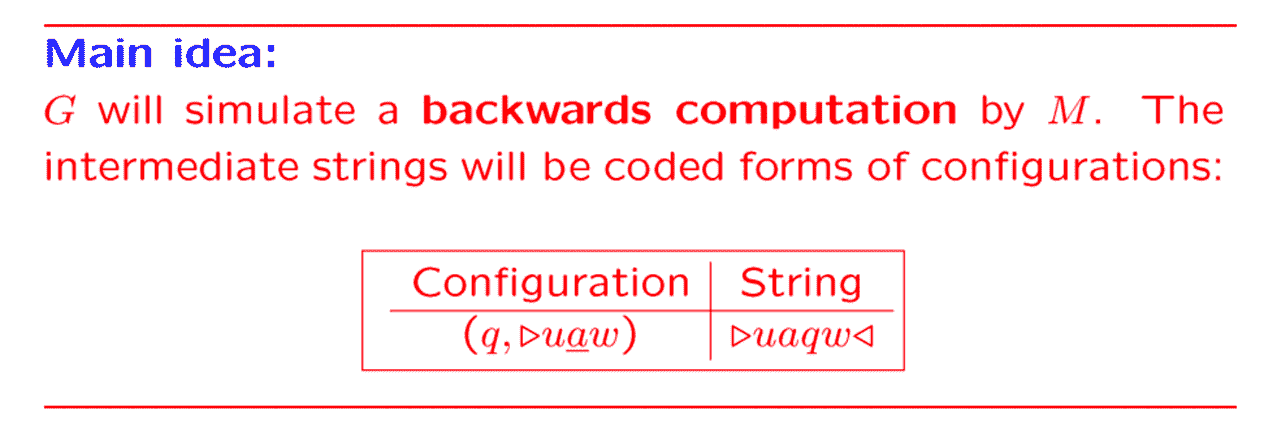 Main idea:
G will simulate a backwards computation by M. The
intermediate strings will be coded forms of configurations:
Configuration String
(q, ▷ua̲w) ▷uaqw◁